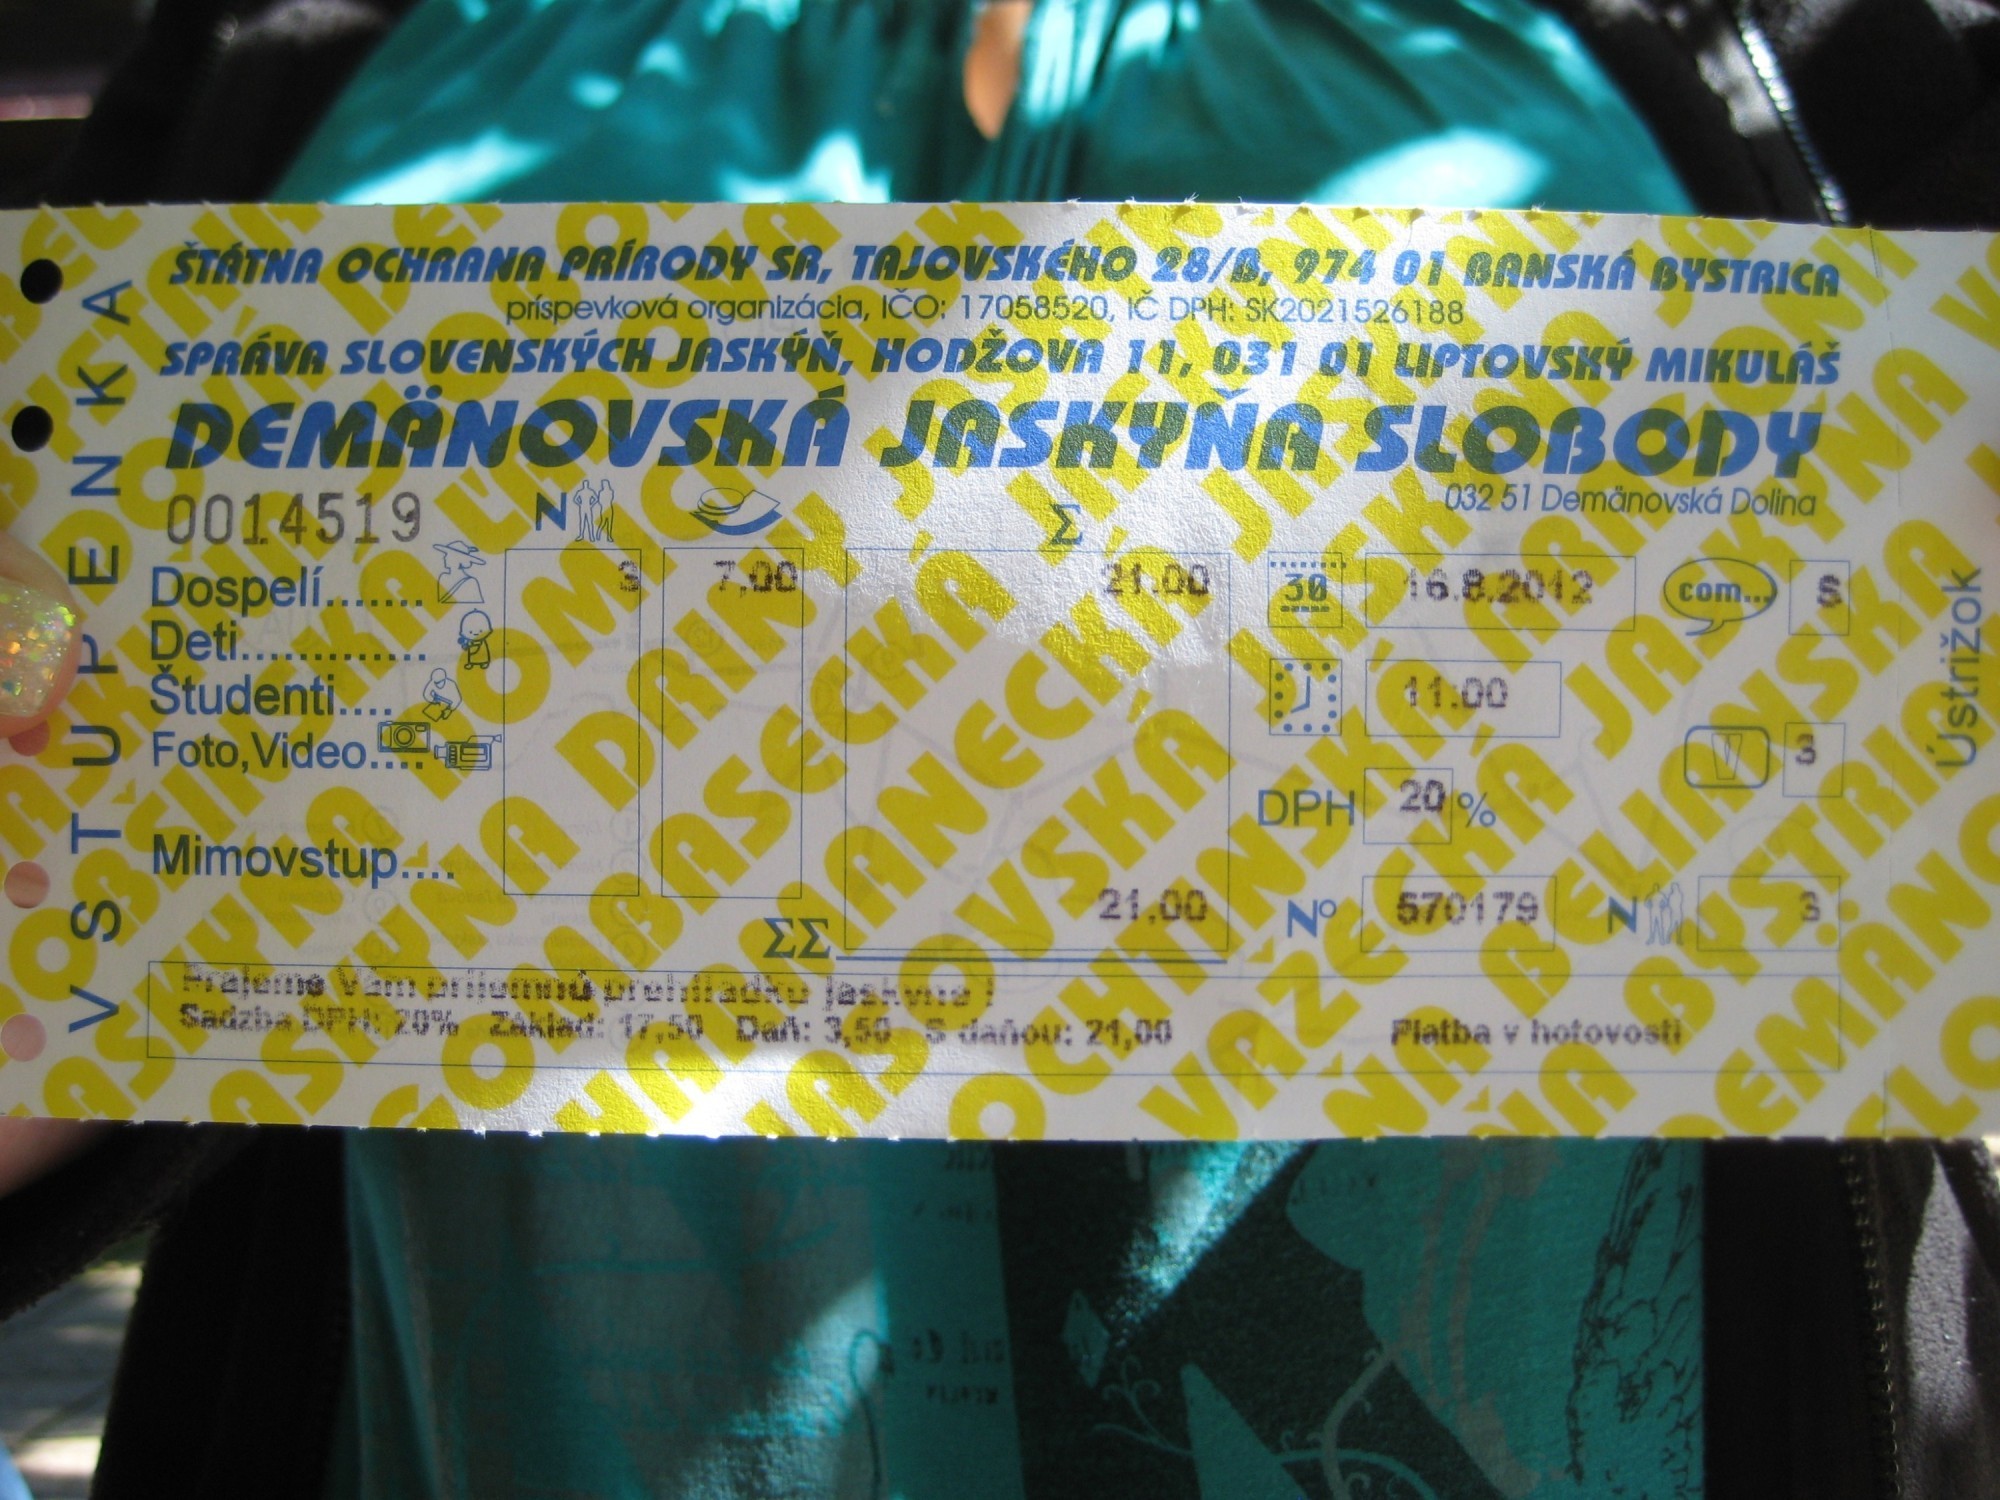 VSTUPENKA
ŠTÁTNA OCHRANA PRÍRODY SR, TAJOVSKÉHO 28/B, 974 01 BANSKÁ BYSTRICA
príspevková organizácia, IČO: 17058520, IČ DPH: SK2021526188
SPRÁVA SLOVENSKÝCH JASKÝŇ, HODŽOVA 11, 031 01 LIPTOVSKÝ MIKULÁŠ
DEMÄNOVSKÁ JASKYŇA SLOBODY
032 51 Demänovská Dolina
0014519 N Σ
Dospelí....... 3 7,00 21.00 30 16.8.2012 com... S
Deti.............
Študenti.... 11.00
Foto,Video.... V 3
DPH 20 %
Mimovstup....
ΣΣ 21.00 Nº 570179 N 3
Prajeme Vám príjemnú prehliadku jaskyne !
Sadzba DPH: 20% Základ: 17,50 Daň: 3,50 S daňou: 21,00 Platba v hotovosti
Ústrižok